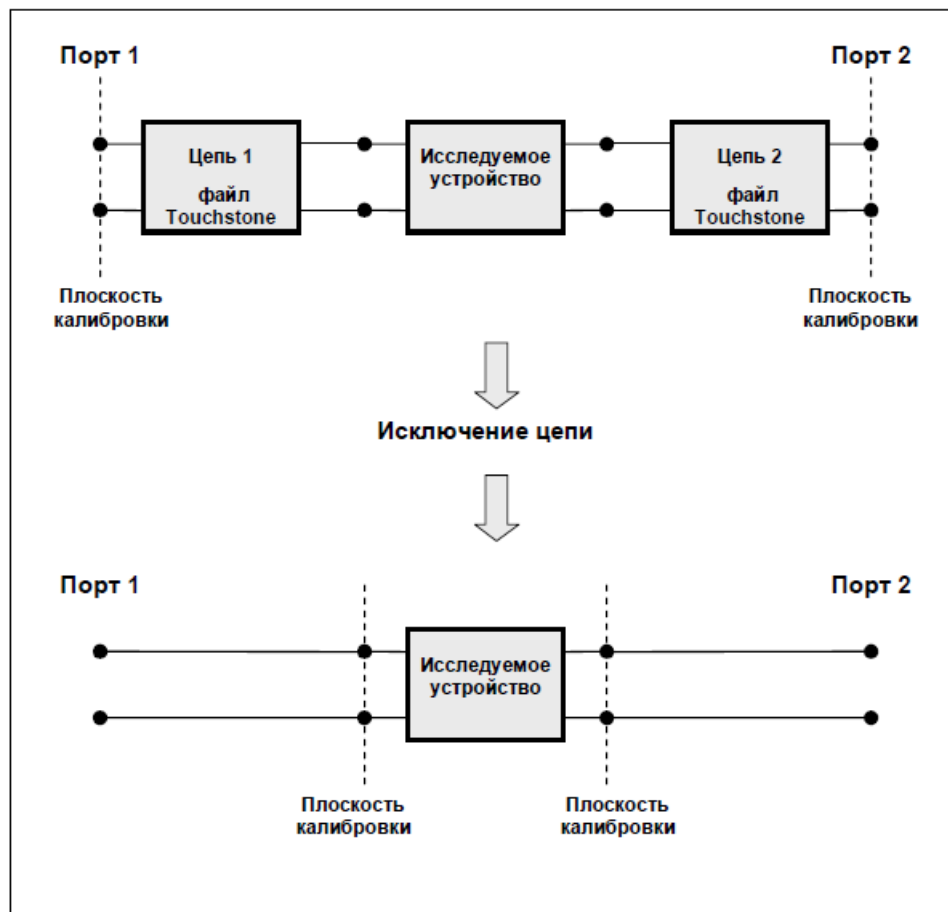 Порт 1
Порт 2
Цепь 1
файл
Touchstone
Исследуемое
устройство
Цепь 2
файл
Touchstone
Плоскость
калибровки
Плоскость
калибровки
Исключение цепи
Порт 1
Порт 2
Исследуемое
устройство
Плоскость
калибровки
Плоскость
калибровки